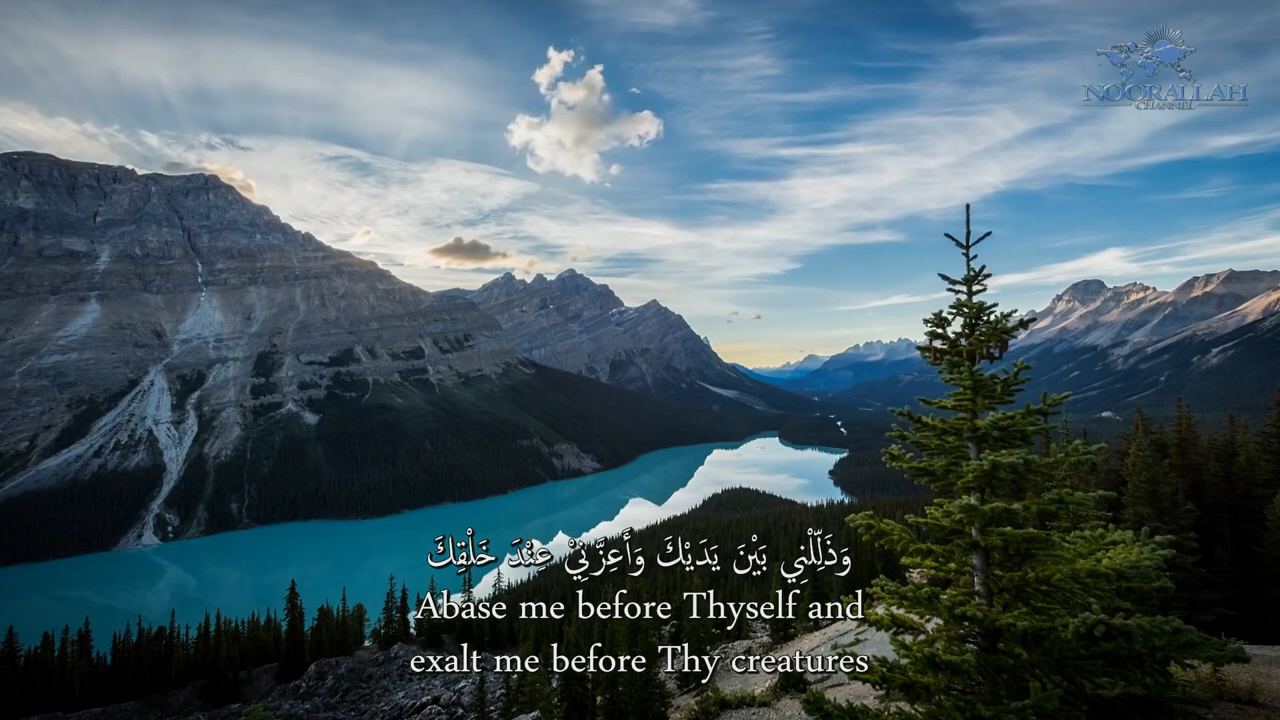 NOORALLAH
CHANNEL
وَذَلِّلْنِي بَيْنَ يَدَيْكَ وَأَعِزَّنِيْ عِنْدَ خَلْقِكَ
Abase me before Thyself and
exalt me before Thy creatures